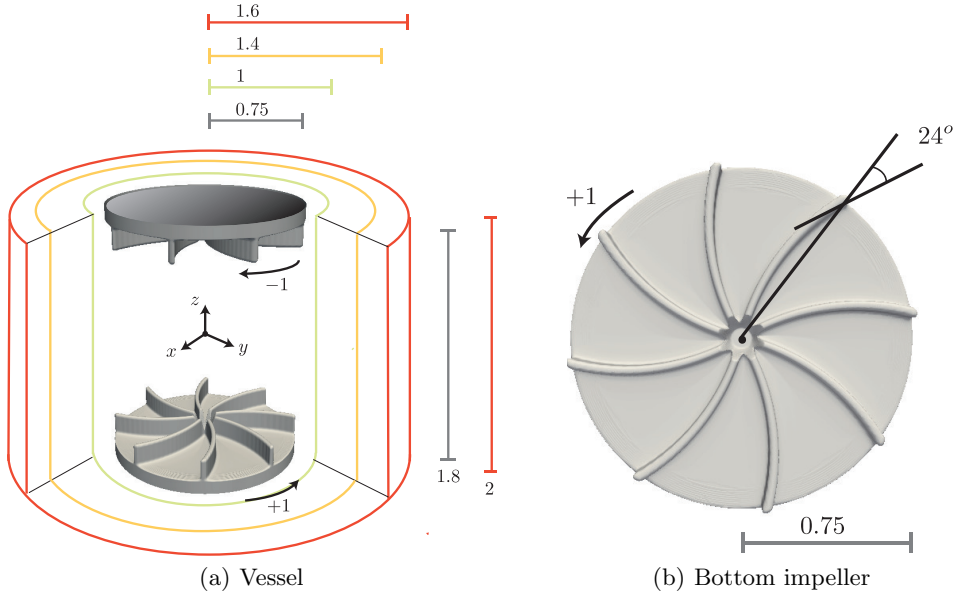 1.6
1.4
1
0.75
−1
z
x
y
+1
1.8
2
(a) Vessel
24°
+1
0.75
(b) Bottom impeller